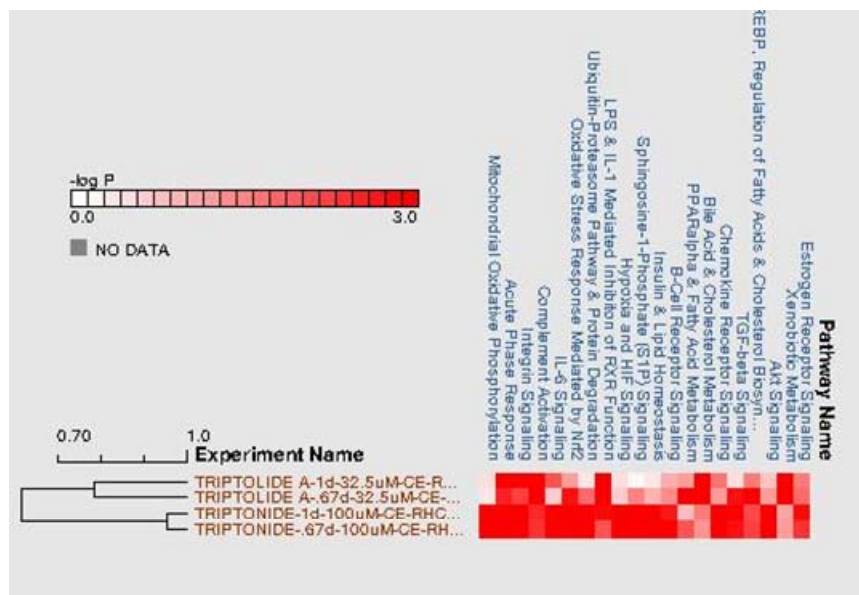 -log P
0.0 3.0
NO DATA
0.70 1.0
Experiment Name
TRIPTOLIDE A-1d-32.5uM-CE-R...
TRIPTOLIDE A-.67d-32.5uM-CE-...
TRIPTONIDE-1d-100uM-CE-RHC...
TRIPTONIDE-.67d-100uM-CE-RH...
Mitochondrial Oxidative Phosphorylation
Acute Phase Response
Integrin Signaling
Complement Activation
IL-6 Signaling
Oxidative Stress Response Mediated by Nrf2
Ubiquitin-Proteasome Pathway & Protein Degradation
LPS & IL-1 Mediated Inhibiton of RXR Function
Hypoxia and HIF Signaling
Sphingosine-1-Phosphate (S1P) Signaling
Insulin & Lipid Homeostasis
B-Cell Receptor Signaling
PPARalpha & Fatty Acid Metabolism
Bile Acid & Cholesterol Metabolism
Chemokine Receptor Signaling
TGF-beta Signaling
REBP, Regulation of Fatty Acids & Cholesterol Biosyn...
Akt Signaling
Xenobiotic Metabolism
Estrogen Receptor Signaling
Pathway Name